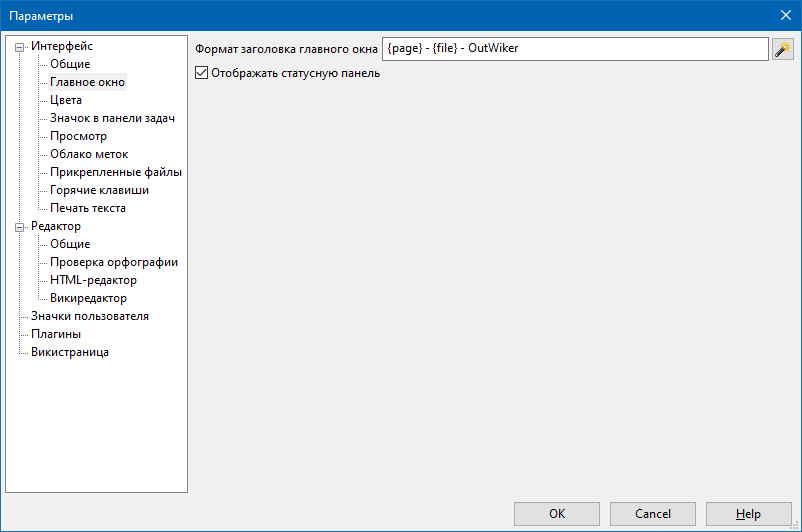 Параметры
Интерфейс
Общие
Главное окно
Цвета
Значок в панели задач
Просмотр
Облако меток
Прикрепленные файлы
Горячие клавиши
Печать текста
Редактор
Общие
Проверка орфографии
HTML-редактор
Викиредактор
Значки пользователя
Плагины
Викистраница
Формат заголовка главного окна {page} - {file} - OutWiker
Отображать статусную панель
OK Cancel Help